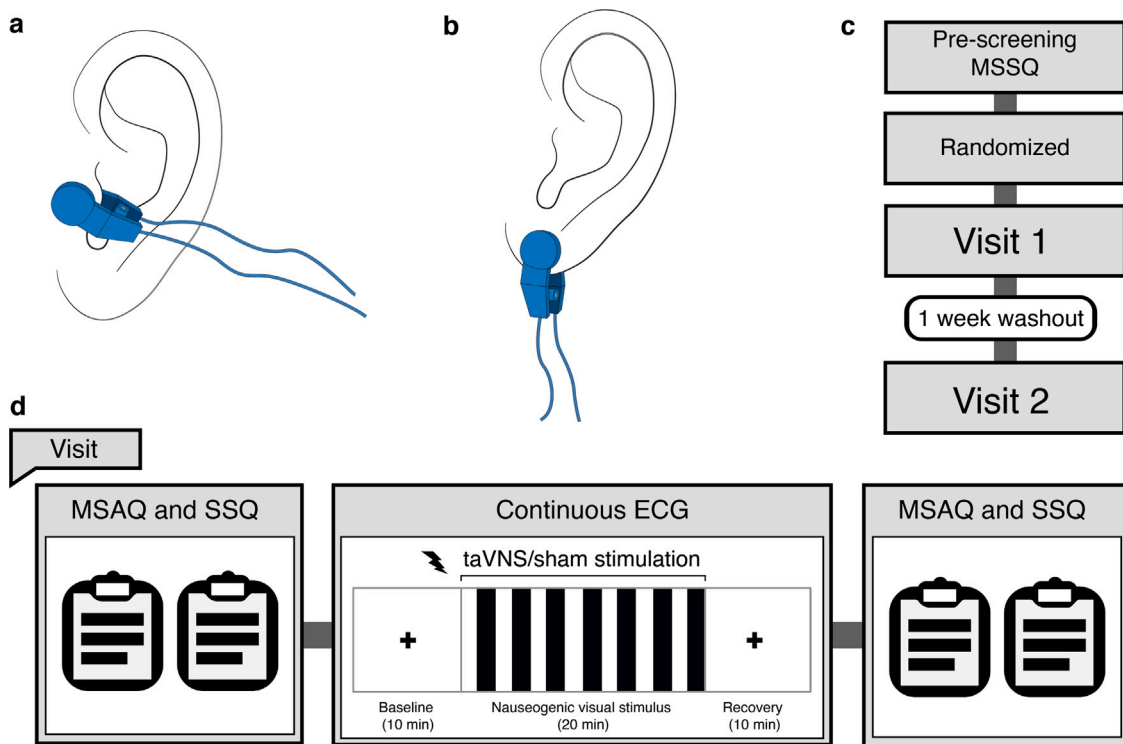 a
b
c
Pre-screening
MSSQ
Randomized
Visit 1
1 week washout
Visit 2
d
Visit
MSAQ and SSQ
Continuous ECG
taVNS/sham stimulation
+
+
Baseline
(10 min)
Nauseogenic visual stimulus
(20 min)
Recovery
(10 min)
MSAQ and SSQ